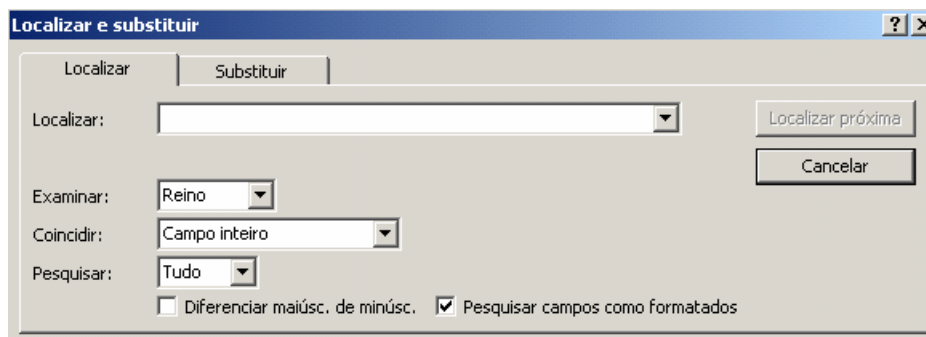 Localizar e substituir
Localizar Substituir
Localizar:
Localizar próxima
Cancelar
Examinar: Reino
Coincidir: Campo inteiro
Pesquisar: Tudo
Diferenciar maiúsc. de minúsc. Pesquisar campos como formatados